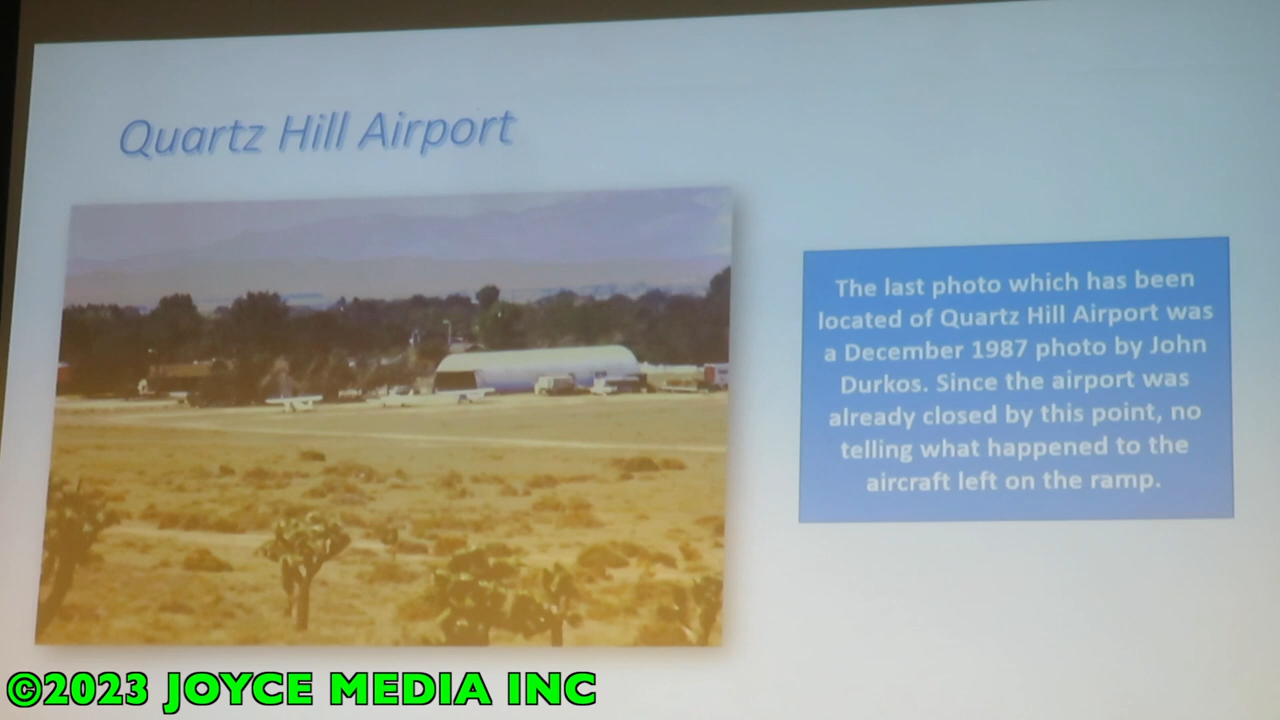 Quartz Hill Airport
The last photo which has been
located of Quartz Hill Airport was
a December 1987 photo by John
Durkos. Since the airport was
already closed by this point, no
telling what happened to the
aircraft left on the ramp.
©2023 JOYCE MEDIA INC